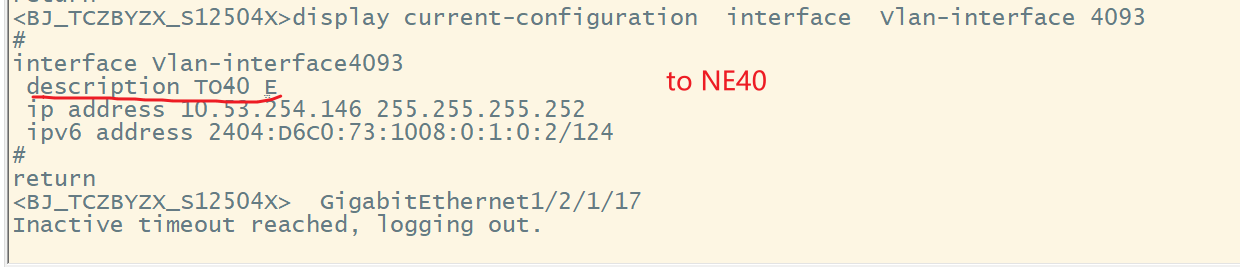 return
<BJ_TCZBYZX_S12504X>display current-configuration  interface  Vlan-interface 4093
#
interface Vlan-interface4093
 description TO40 E
to NE40
 ip address 10.53.254.146 255.255.255.252
 ipv6 address 2404:D6C0:73:1008:0:1:0:2/124
#
return
<BJ_TCZBYZX_S12504X>  GigabitEthernet1/2/1/17
Inactive timeout reached, logging out.